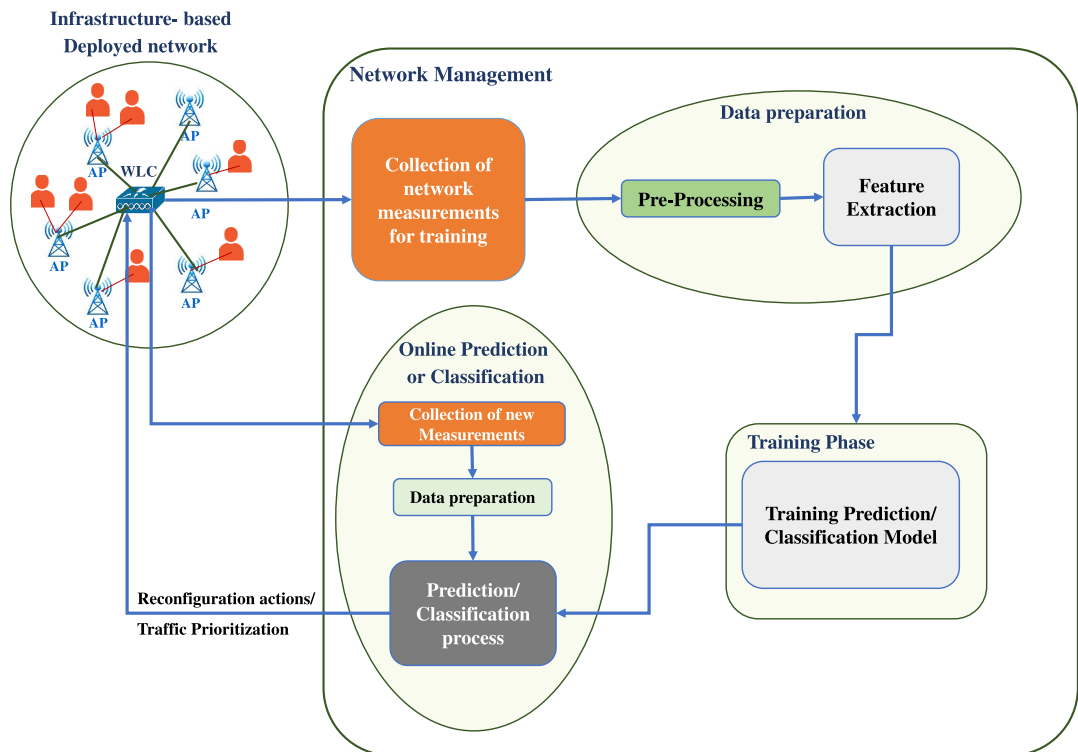 Infrastructure- based
Deployed network
AP
AP
WLC
AP
AP
AP
AP
Network Management
Collection of
network
measurements
for training
Data preparation
Pre-Processing
Feature
Extraction
Online Prediction
or Classification
Collection of new
Measurements
Data preparation
Prediction/
Classification
process
Training Phase
Training Prediction/
Classification Model
Reconfiguration actions/
Traffic Prioritization